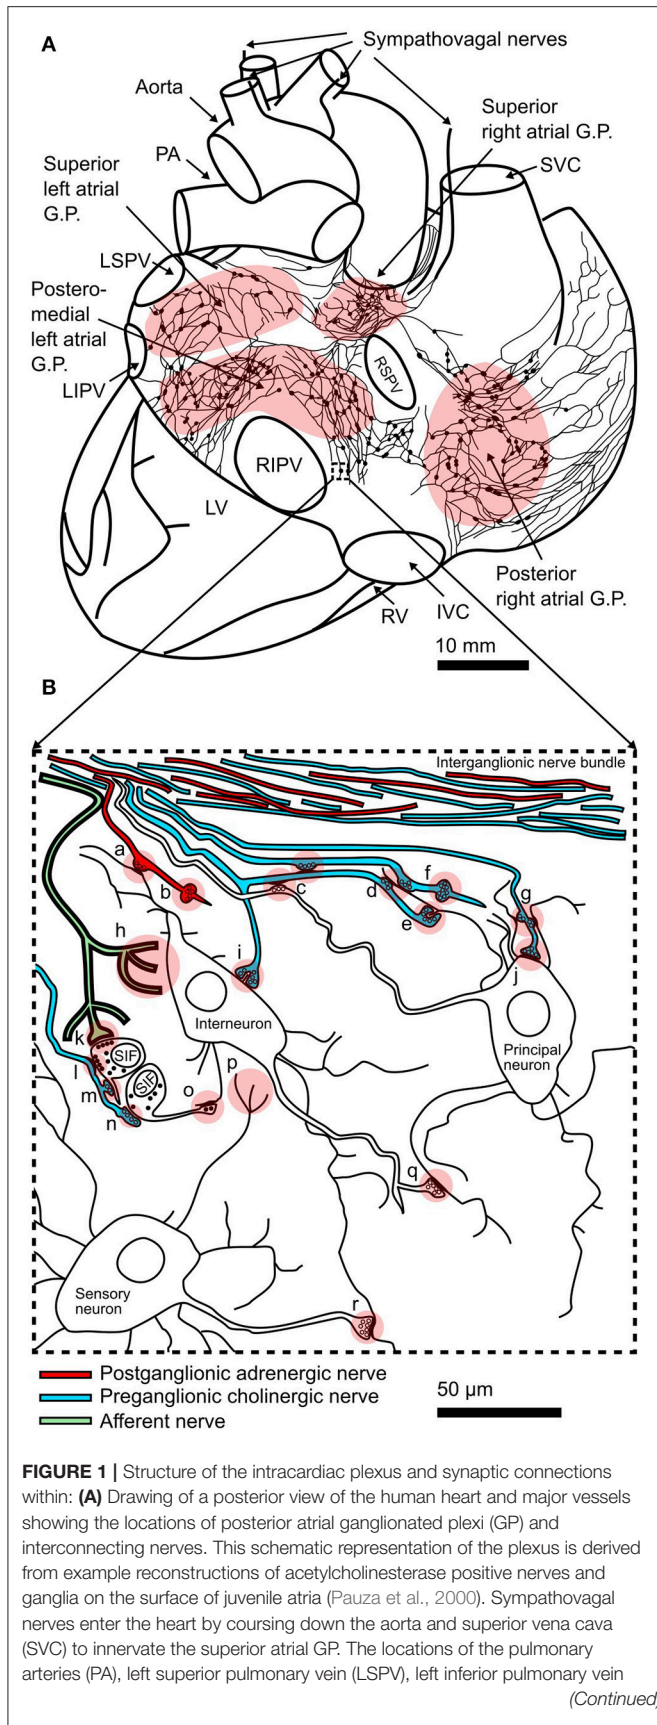 A
Sympathovagal nerves
Aorta
Superior
right atrial G.P.
PA
SVC
Superior
left atrial
G.P.
LSPV
Postero-
medial
left atrial
G.P.
RSPV
LIPV
RIPV
LV
Posterior
right atrial G.P.
RV
IVC
10 mm
B
Interganglionic nerve bundle
a
b
c
d
e
f
g
h
i
j
Interneuron
Principal
neuron
k
SIF
l
SIF
m
n
o
p
q
Sensory
neuron
r
Postganglionic adrenergic nerve
Preganglionic cholinergic nerve
Afferent nerve
50 µm
FIGURE 1 | Structure of the intracardiac plexus and synaptic connections
within: (A) Drawing of a posterior view of the human heart and major vessels
showing the locations of posterior atrial ganglionated plexi (GP) and
interconnecting nerves. This schematic representation of the plexus is derived
from example reconstructions of acetylcholinesterase positive nerves and
ganglia on the surface of juvenile atria (Pauza et al., 2000). Sympathovagal
nerves enter the heart by coursing down the aorta and superior vena cava
(SVC) to innervate the superior atrial GP. The locations of the pulmonary
arteries (PA), left superior pulmonary vein (LSPV), left inferior pulmonary vein
(Continued)